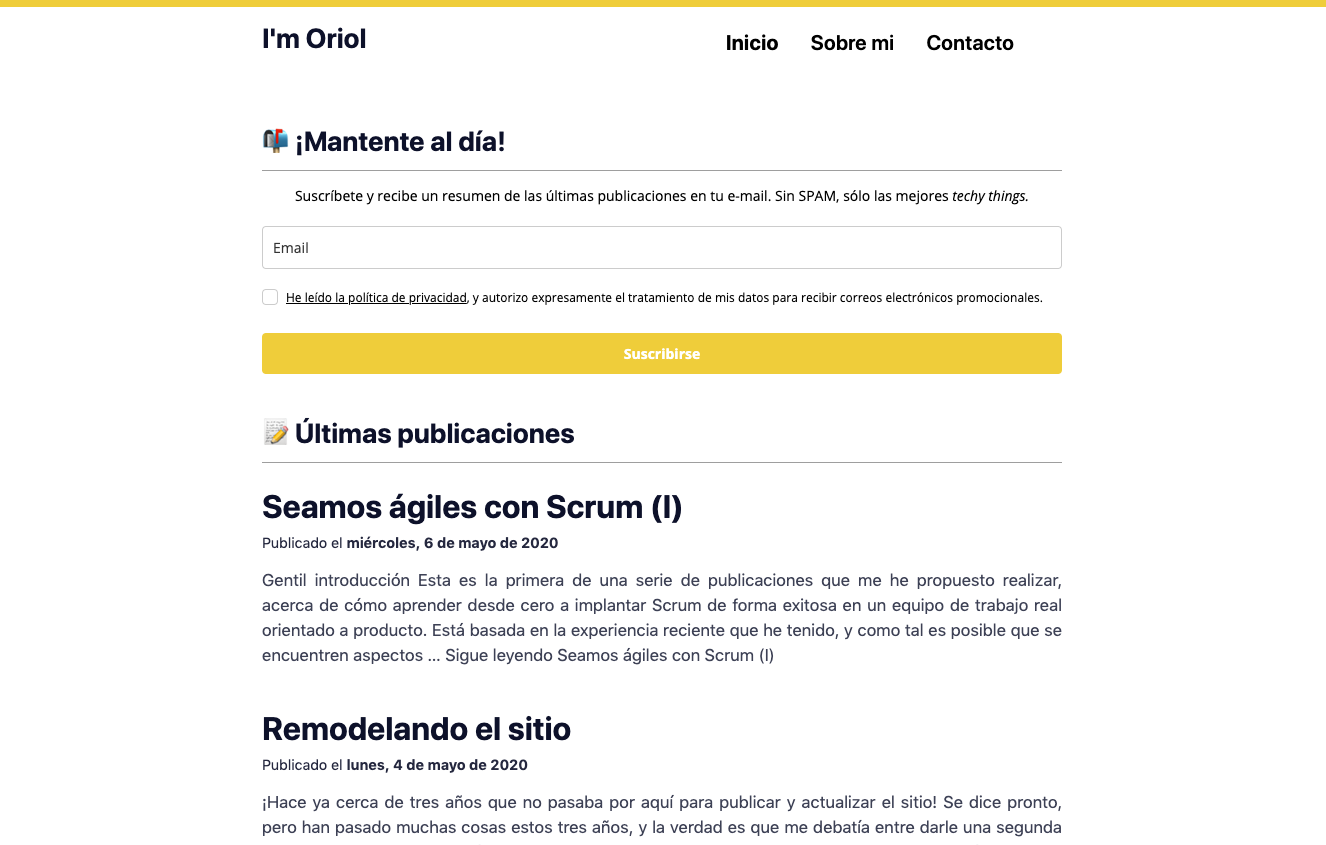 I'm Oriol
Inicio Sobre mi Contacto
📬 ¡Mantente al día!
Suscríbete y recibe un resumen de las últimas publicaciones en tu e-mail. Sin SPAM, sólo las mejores techy things.
Email
He leído la política de privacidad, y autorizo expresamente el tratamiento de mis datos para recibir correos electrónicos promocionales.
Suscribirse
📝 Últimas publicaciones
Seamos ágiles con Scrum (I)
Publicado el miércoles, 6 de mayo de 2020
Gentil introducción Esta es la primera de una serie de publicaciones que me he propuesto realizar,
acerca de cómo aprender desde cero a implantar Scrum de forma exitosa en un equipo de trabajo real
orientado a producto. Está basada en la experiencia reciente que he tenido, y como tal es posible que se
encuentren aspectos ... Sigue leyendo Seamos ágiles con Scrum (I)
Remodelando el sitio
Publicado el lunes, 4 de mayo de 2020
¡Hace ya cerca de tres años que no pasaba por aquí para publicar y actualizar el sitio! Se dice pronto,
pero han pasado muchas cosas estos tres años, y la verdad es que me debatía entre darle una segunda